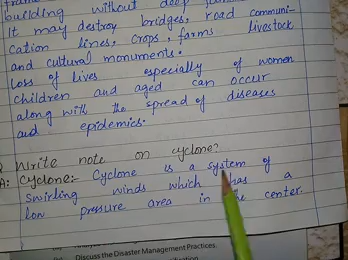 building without deep
It may destroy bridges, road communi-
cation lines, crops, farms livestock
and cultural monuments.
Loss of lives especially of women
children and aged can occur
along with the spread of diseases
and epidemics.
Write note on cyclone?
A: Cyclone:- Cyclone is a system of
swirling winds which has a
low pressure area in the center.
Discuss the Disaster Management Practices.